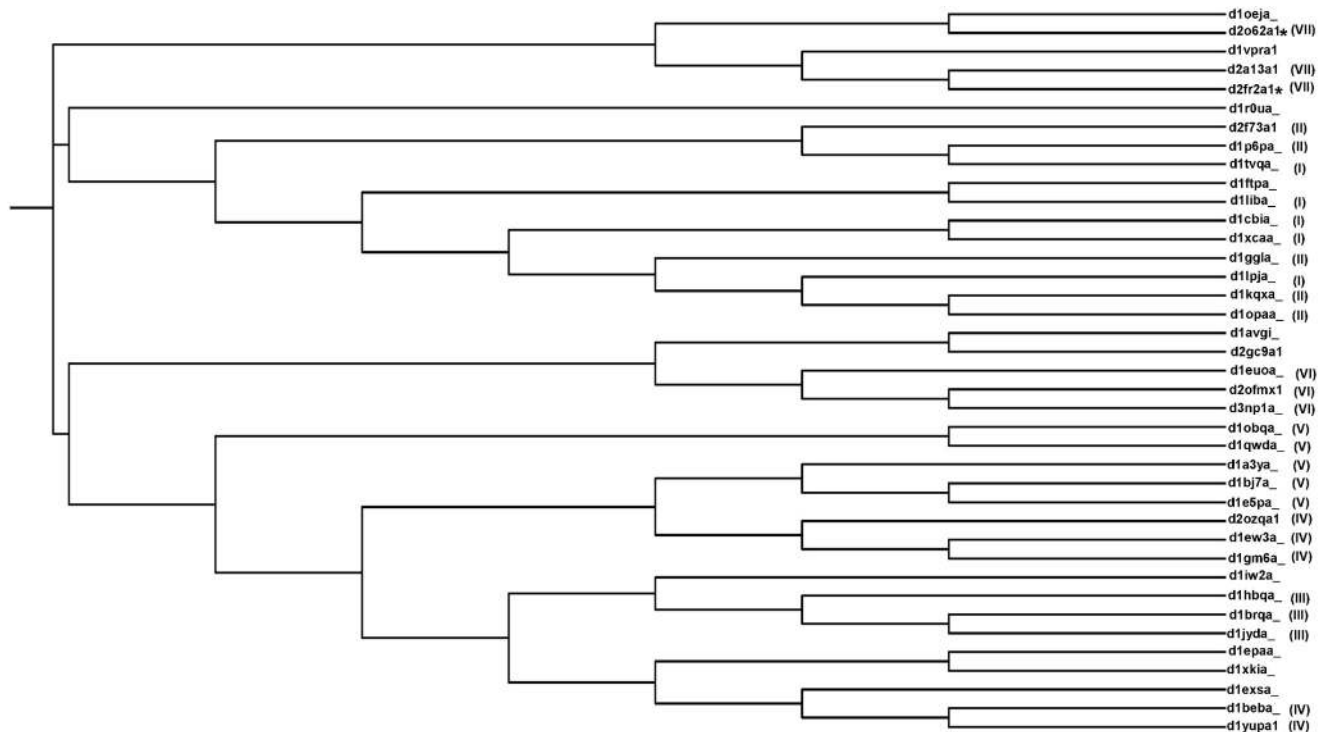 d1oeja_
d2o62a1* (VII)
d1vpra1
d2a13a1 (VII)
d2fr2a1* (VII)
d1r0ua_
d2f73a1 (II)
d1p6pa_ (II)
d1tvqa_ (I)
d1ftpa_
d1liba_ (I)
d1cbia_ (I)
d1xcaa_ (I)
d1ggla_ (II)
d1lpja_ (I)
d1kqxa_ (II)
d1opaa_ (II)
d1avgi_
d2gc9a1
d1euoa_ (VI)
d2ofmx1 (VI)
d3np1a_ (VI)
d1obqa_ (V)
d1qwda_ (V)
d1a3ya_ (V)
d1bj7a_ (V)
d1e5pa_ (V)
d2ozqa1 (IV)
d1ew3a_ (IV)
d1gm6a_ (IV)
d1iw2a_
d1hbqa_ (III)
d1brqa_ (III)
d1jyda_ (III)
d1epaa_
d1xkia_
d1exsa_
d1beba_ (IV)
d1yupa1 (IV)